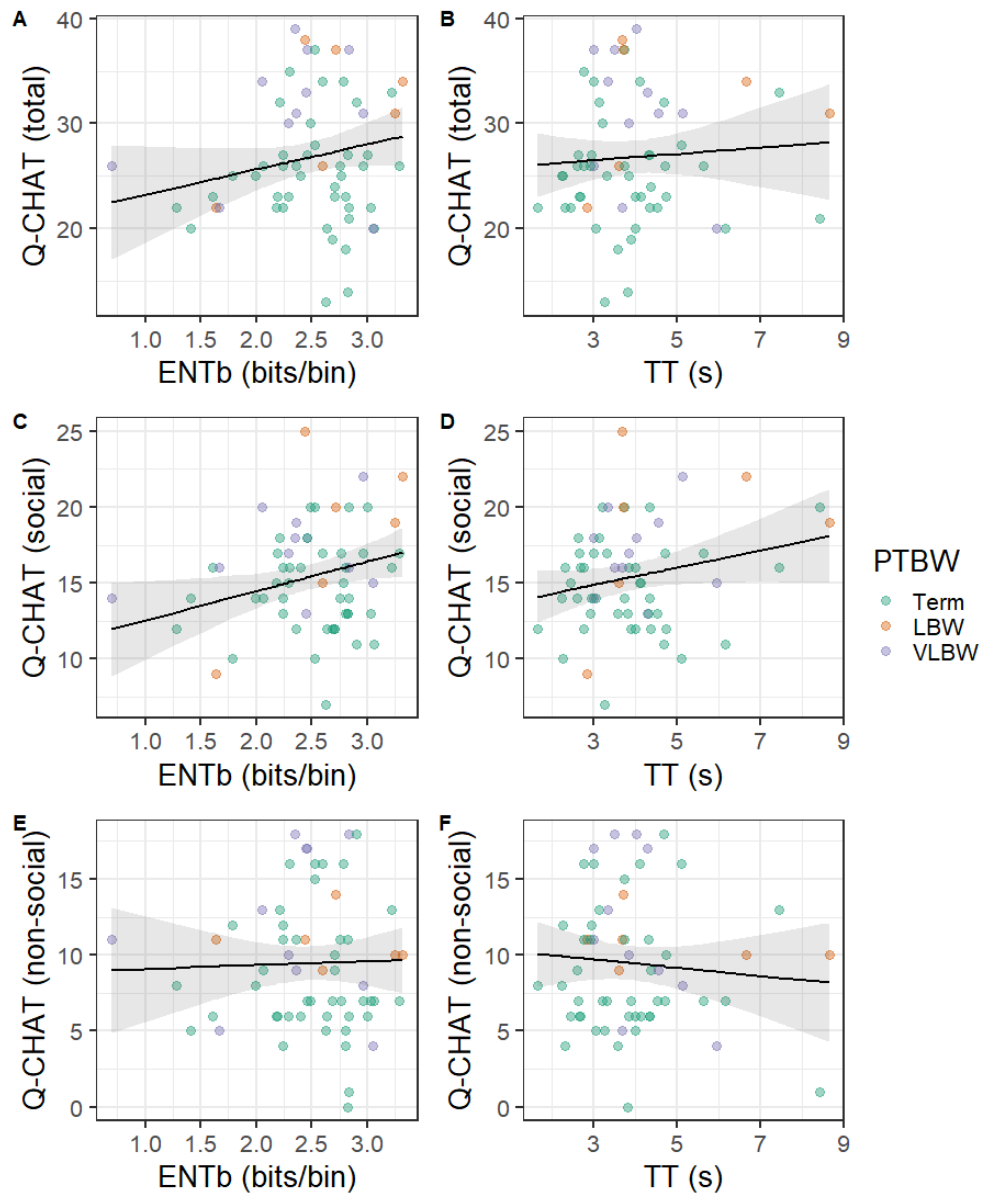 A
B
Q-CHAT (total)
40
30
20
1.0 1.5 2.0 2.5 3.0
ENTb (bits/bin)
Q-CHAT (total)
40
30
20
3 5 7 9
TT (s)
C
D
Q-CHAT (social)
25
20
15
10
1.0 1.5 2.0 2.5 3.0
ENTb (bits/bin)
Q-CHAT (social)
25
20
15
10
3 5 7 9
TT (s)
PTBW
Term
LBW
VLBW
E
F
Q-CHAT (non-social)
15
10
5
0
1.0 1.5 2.0 2.5 3.0
ENTb (bits/bin)
Q-CHAT (non-social)
15
10
5
0
3 5 7 9
TT (s)